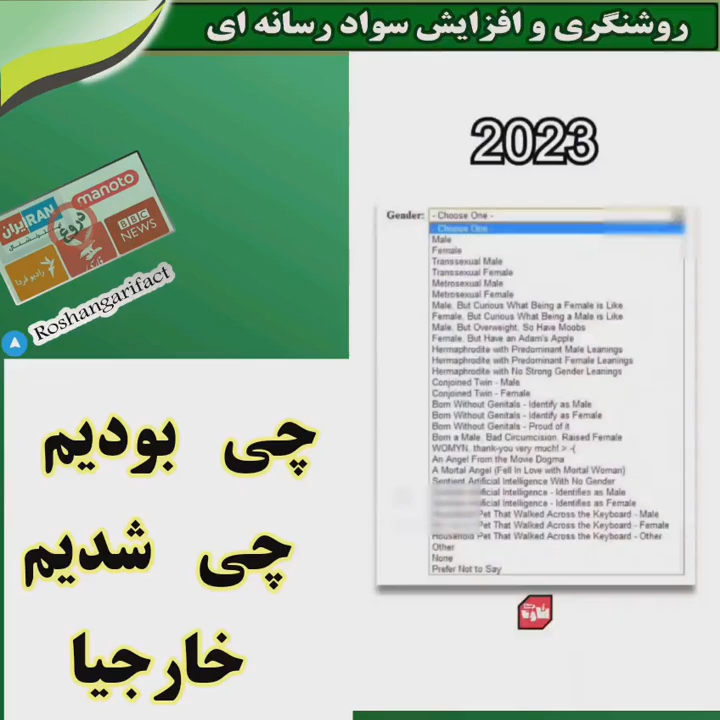 روشنگری و افزایش سواد رسانه ای
manoto
ایران
IRAN
دروغ
BBC
NEWS
فارسی
رادیو فردا
Roshangarifact
چی بودیم
چی شدیم
خارجیا
2023
Gender: - Choose One -
- Choose One -
Male
Female
Transsexual Male
Transsexual Female
Metrosexual Male
Metrosexual Female
Male, But Curious What Being a Female is Like
Female, But Curious What Being a Male is Like
Male, But Overweight, So Have Moobs
Female, But Have an Adam's Apple
Hermaphrodite with Predominant Male Leanings
Hermaphrodite with Predominant Female Leanings
Hermaphrodite with No Strong Gender Leanings
Conjoined Twin - Male
Conjoined Twin - Female
Born Without Genitals - Identify as Male
Born Without Genitals - Identify as Female
Born Without Genitals - Proud of it
Born a Male, Bad Circumcision, Raised Female
WOMYN, thank-you very much! > :-(
An Angel From the Movie Dogma
A Mortal Angel (Fell In Love with Mortal Woman)
Sentient Artificial Intelligence With No Gender
Artificial Intelligence - Identifies as Male
Artificial Intelligence - Identifies as Female
Pet That Walked Across the Keyboard - Male
Pet That Walked Across the Keyboard - Female
Household Pet That Walked Across the Keyboard - Other
Other
None
Prefer Not to Say